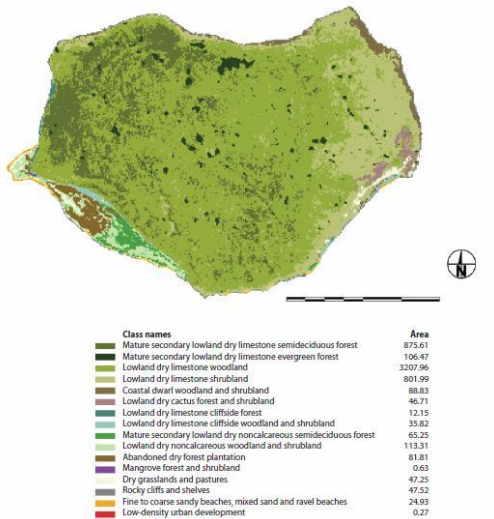 N
Class names Area
Mature secondary lowland dry limestone semideciduous forest 875.61
Mature secondary lowland dry limestone evergreen forest 106.47
Lowland dry limestone woodland 3207.96
Lowland dry limestone shrubland 801.99
Coastal dwarf woodland and shrubland 88.83
Lowland dry cactus forest and shrubland 46.71
Lowland dry limestone cliffside forest 12.15
Lowland dry limestone cliffside woodland and shrubland 35.82
Mature secondary lowland dry noncalcareous semideciduous forest 65.25
Lowland dry noncalcareous woodland and shrubland 113.31
Abandoned dry forest plantation 81.81
Mangrove forest and shrubland 0.63
Dry grasslands and pastures 47.25
Rocky cliffs and shelves 47.52
Fine to coarse sandy beaches, mixed sand and ravel beaches 24.93
Low-density urban development 0.27